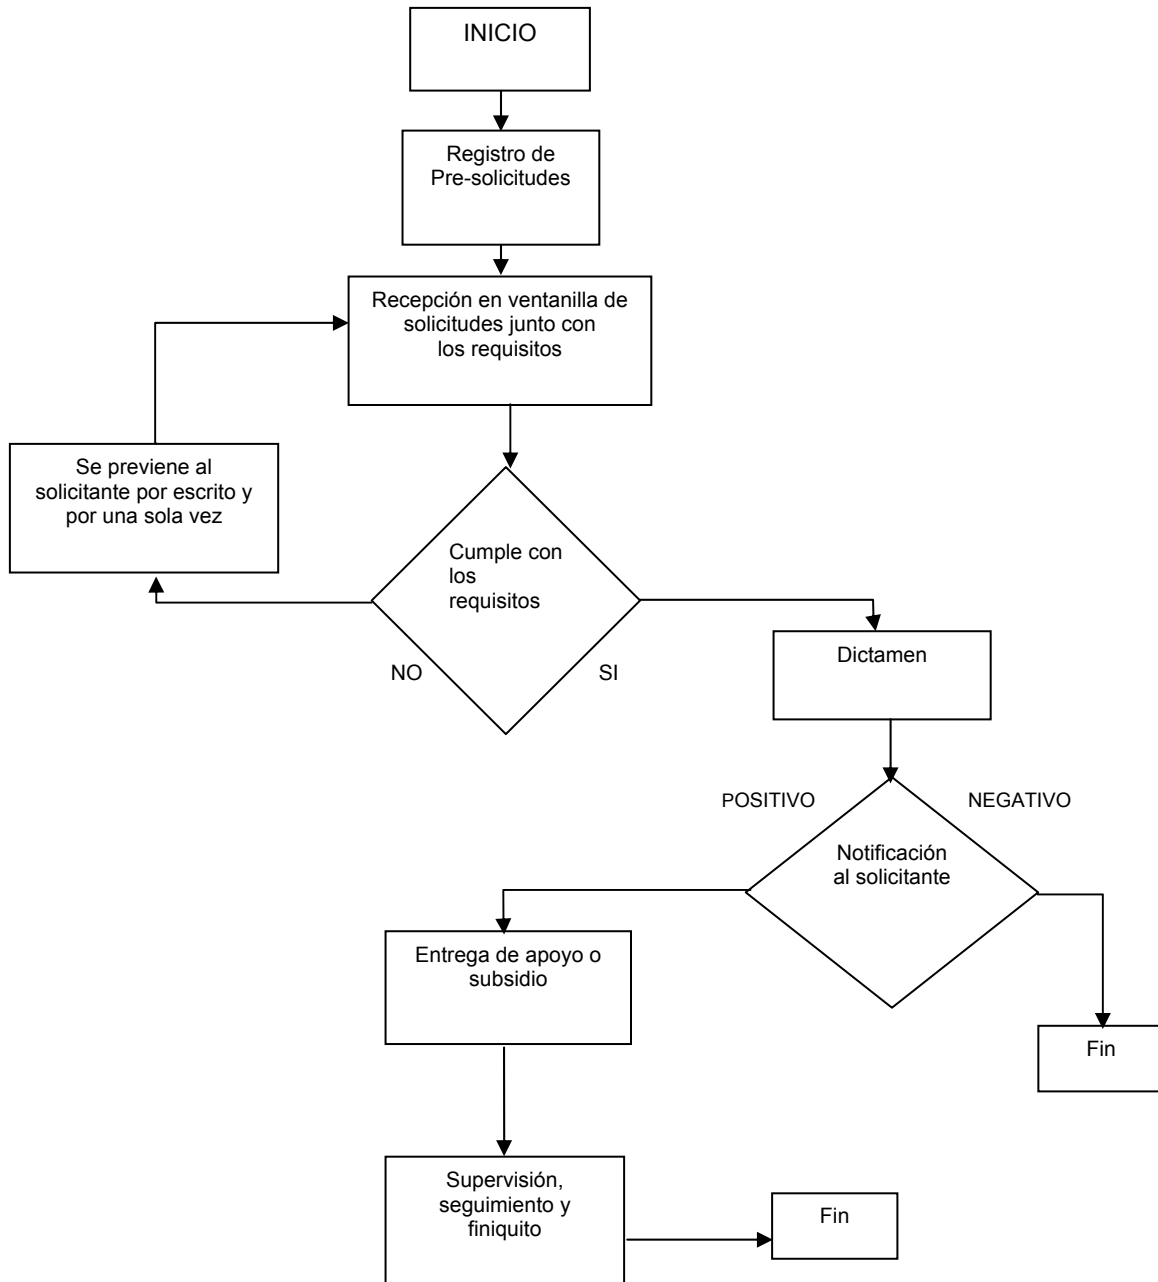 INICIO
Registro de
Pre-solicitudes
Recepción en ventanilla de
solicitudes junto con
los requisitos
Se previene al
solicitante por escrito y
por una sola vez
Cumple con
los
requisitos
NO
SI
Dictamen
POSITIVO
NEGATIVO
Notificación
al solicitante
Entrega de apoyo o
subsidio
Fin
Supervisión,
seguimiento y
finiquito
Fin